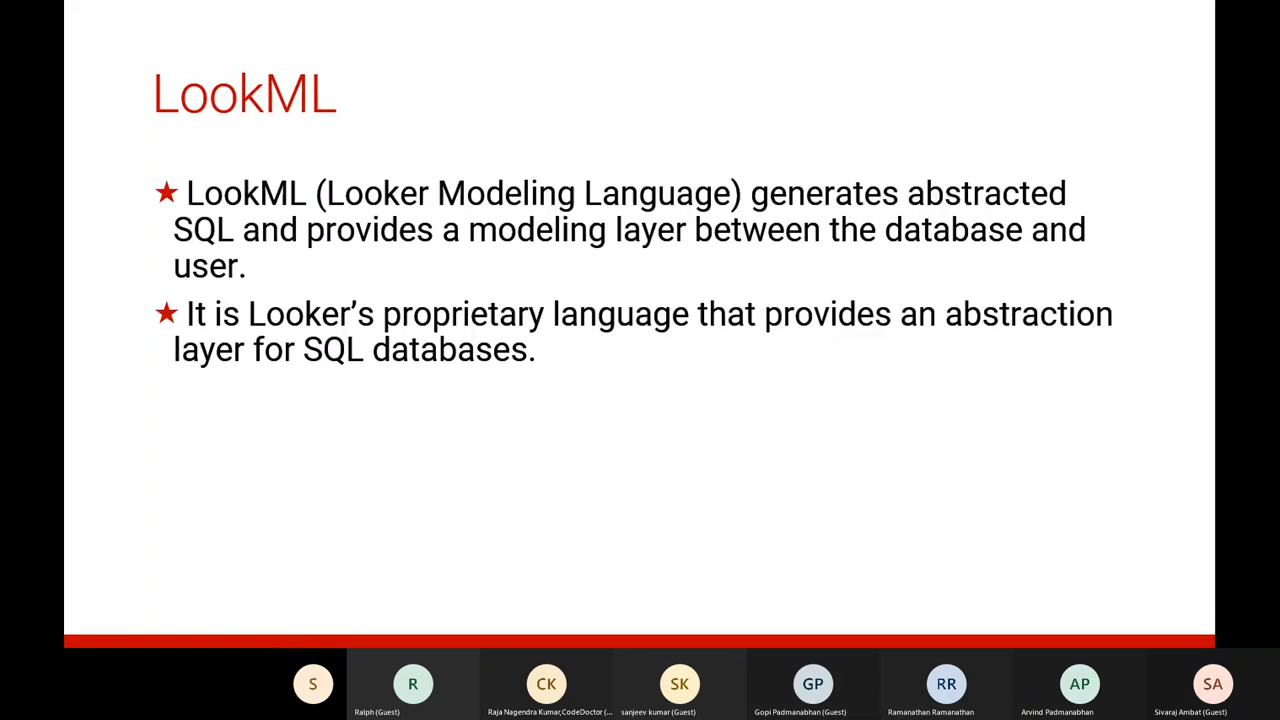 LookML
★ LookML (Looker Modeling Language) generates abstracted
SQL and provides a modeling layer between the database and
user.
★ It is Looker’s proprietary language that provides an abstraction
layer for SQL databases.
S
R
CK
SK
GP
RR
AP
SA
Ralph (Guest)
Raja Nagendra Kumar,CodeDoctor (...
sanjeev kumar (Guest)
Gopi Padmanabhan (Guest)
Ramanathan Ramanathan
Arvind Padmanabhan
Sivaraj Ambat (Guest)